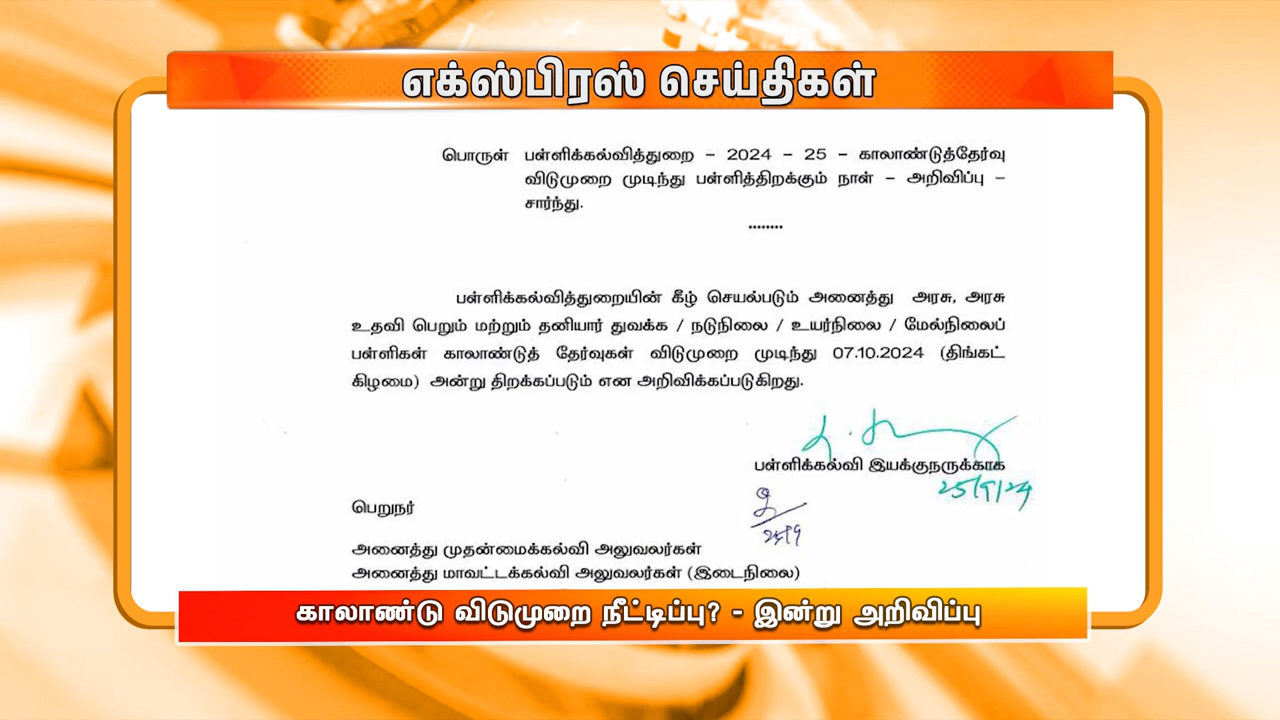 எக்ஸ்பிரஸ் செய்திகள்
பொருள் பள்ளிக்கல்வித்துறை – 2024 – 25 – காலாண்டுத்தேர்வு
விடுமுறை முடிந்து பள்ளித்திறக்கும் நாள் – அறிவிப்பு –
சார்ந்து.
........
பள்ளிக்கல்வித்துறையின் கீழ் செயல்படும் அனைத்து அரசு, அரசு
உதவி பெறும் மற்றும் தனியார் துவக்க / நடுநிலை / உயர்நிலை / மேல்நிலைப்
பள்ளிகள் காலாண்டுத் தேர்வுகள் விடுமுறை முடிந்து 07.10.2024 (திங்கட்
கிழமை) அன்று திறக்கப்படும் என அறிவிக்கப்படுகிறது.
பள்ளிக்கல்வி இயக்குநருக்காக
25/9/24
பெறுநர்
அனைத்து முதன்மைக்கல்வி அலுவலர்கள்
அனைத்து மாவட்டக்கல்வி அலுவலர்கள் (இடைநிலை)
காலாண்டு விடுமுறை நீட்டிப்பு? - இன்று அறிவிப்பு